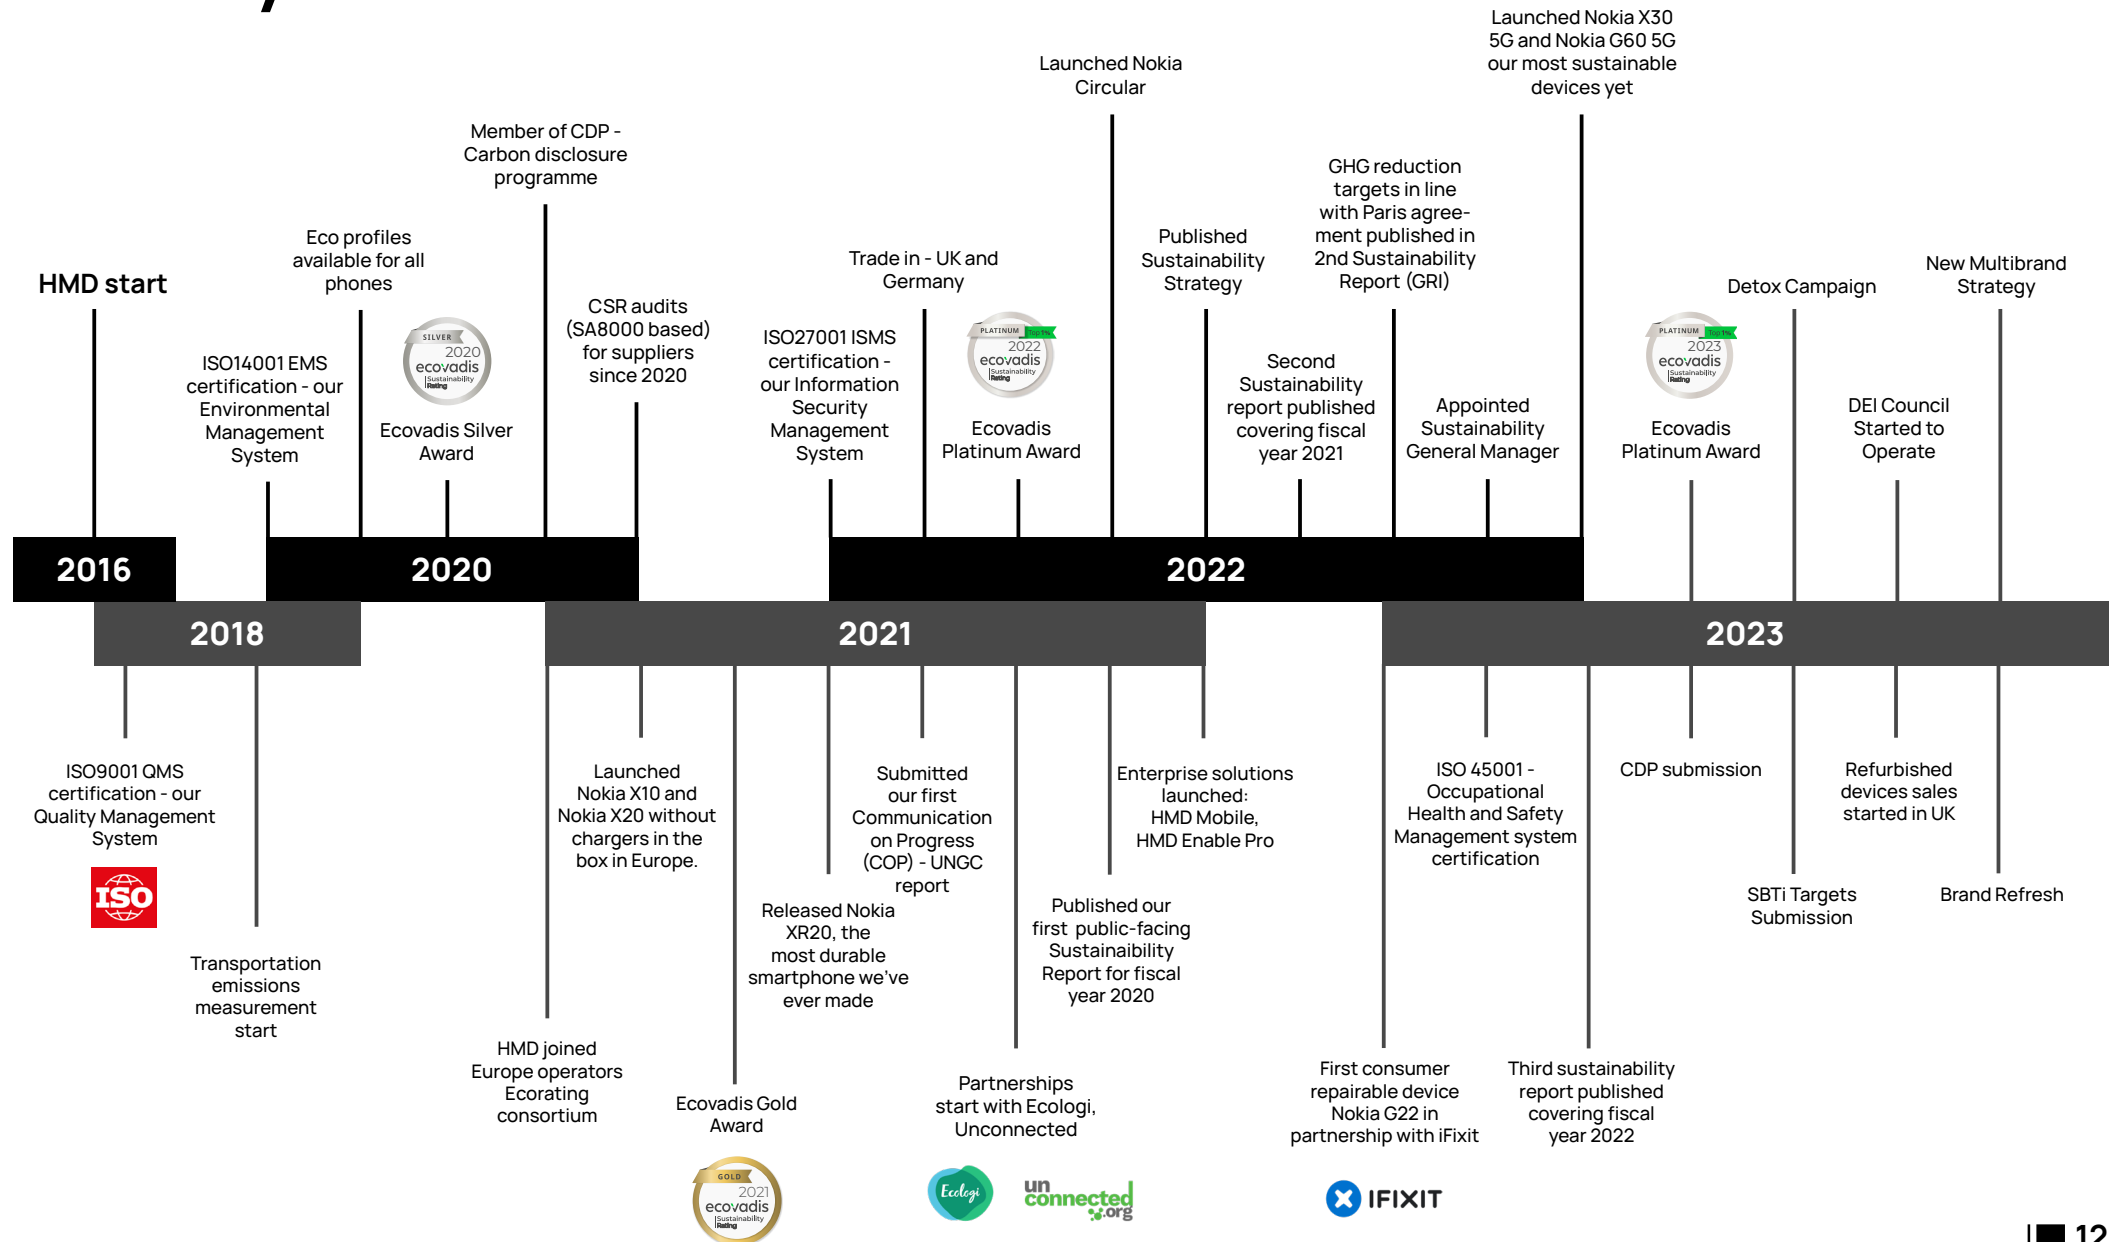 HMD start
ISO14001 EMS
certification - our
Environmental
Management
System
Eco profiles
available for all
phones
SILVER
2020
ecovadis
Sustainability
Rating
Ecovadis Silver
Award
Member of CDP -
Carbon disclosure
programme
CSR audits
(SA8000 based)
for suppliers
since 2020
ISO27001 ISMS
certification -
our Information
Security
Management
System
Trade in - UK and
Germany
PLATINUM
Top 1%
2022
ecovadis
Sustainability
Rating
Ecovadis
Platinum Award
Launched Nokia
Circular
Published
Sustainability
Strategy
Second
Sustainability
report published
covering fiscal
year 2021
GHG reduction
targets in line
with Paris agree-
ment published in
2nd Sustainability
Report (GRI)
Appointed
Sustainability
General Manager
Launched Nokia X30
5G and Nokia G60 5G
our most sustainable
devices yet
PLATINUM
Top 1%
2023
ecovadis
Sustainability
Rating
Ecovadis
Platinum Award
Detox Campaign
DEI Council
Started to
Operate
New Multibrand
Strategy
2016
2020
2022
2018
2021
2023
ISO9001 QMS
certification - our
Quality Management
System
ISO
Transportation
emissions
measurement
start
HMD joined
Europe operators
Ecorating
consortium
Launched
Nokia X10 and
Nokia X20 without
chargers in the
box in Europe.
Ecovadis Gold
Award
GOLD
2021
ecovadis
Sustainability
Rating
Released Nokia
XR20, the
most durable
smartphone we've
ever made
Submitted
our first
Communication
on Progress
(COP) - UNGC
report
Partnerships
start with Ecologi,
Unconnected
Ecologi
un
connected
.org
Published our
first public-facing
Sustainaibility
Report for fiscal
year 2020
Enterprise solutions
launched:
HMD Mobile,
HMD Enable Pro
First consumer
repairable device
Nokia G22 in
partnership with iFixit
IFIXIT
ISO 45001 -
Occupational
Health and Safety
Management system
certification
Third sustainability
report published
covering fiscal
year 2022
CDP submission
SBTi Targets
Submission
Refurbished
devices sales
started in UK
Brand Refresh
12